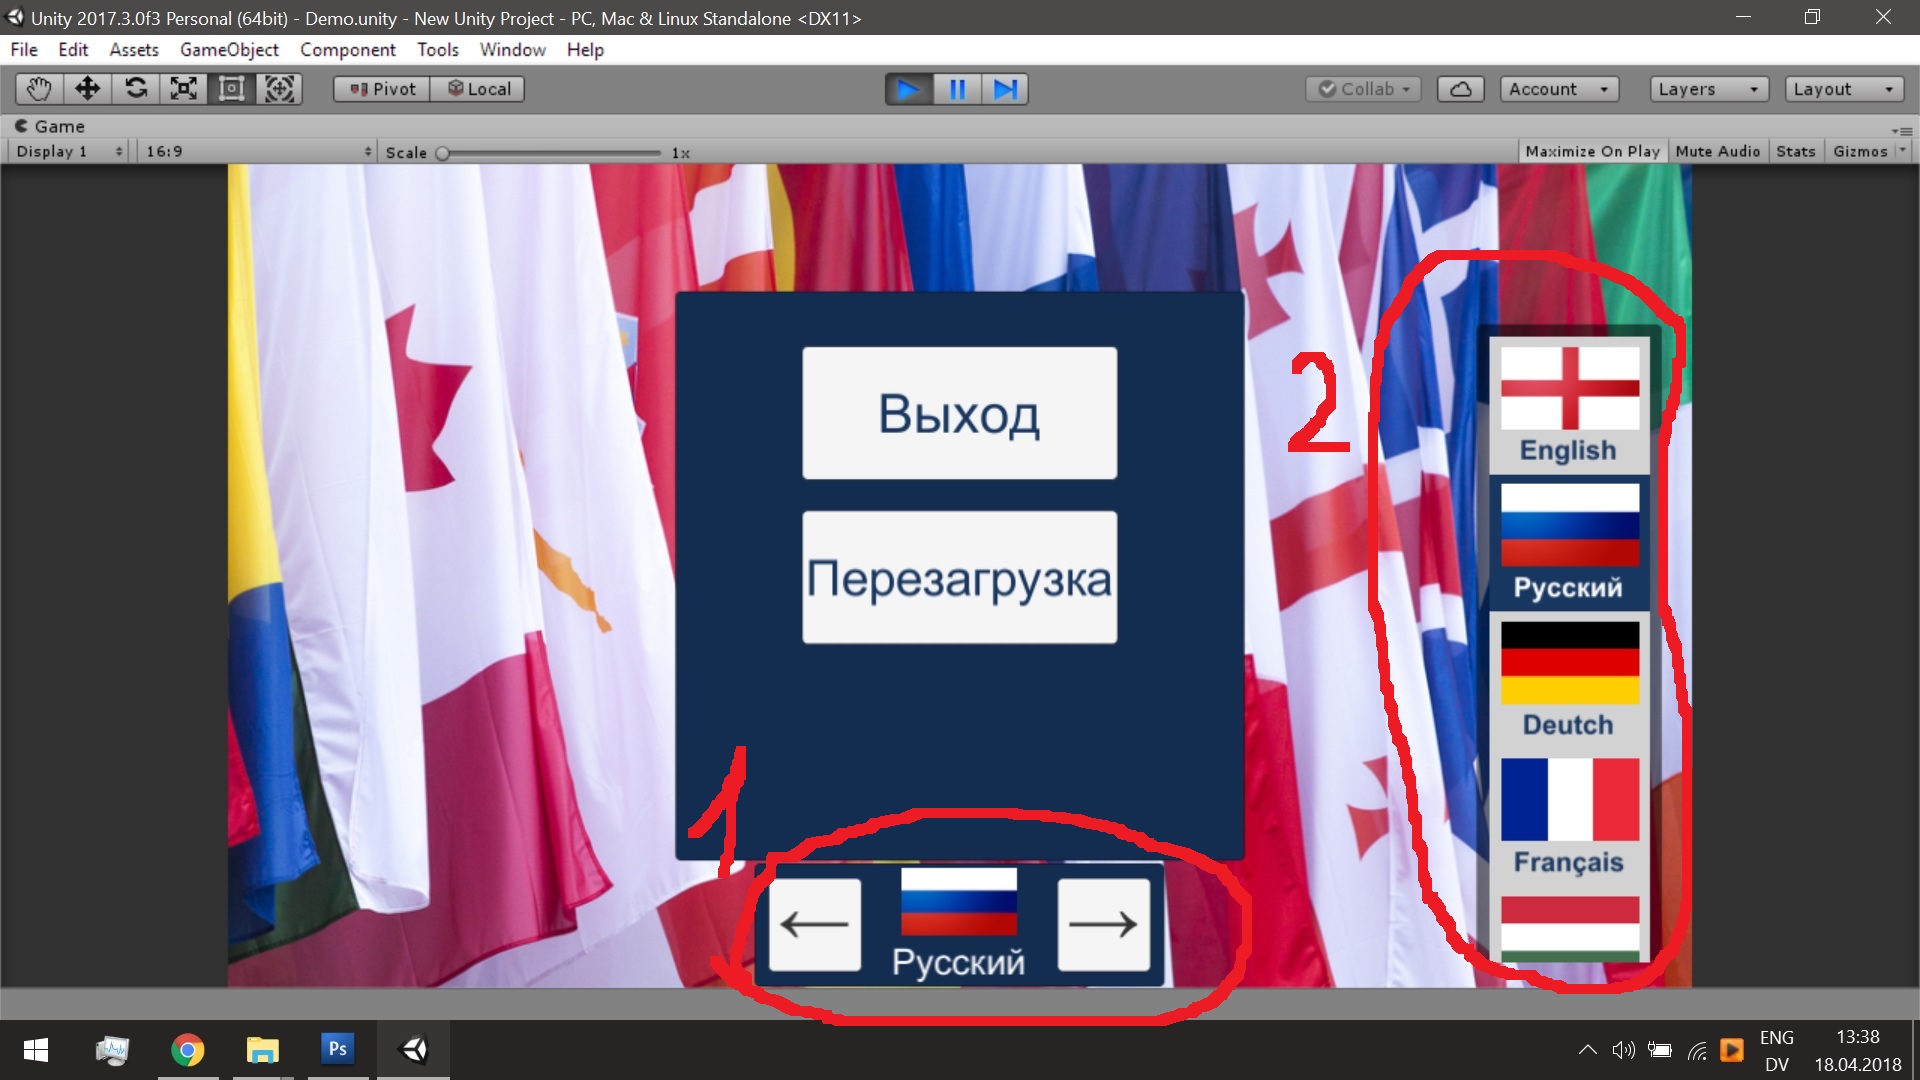 Unity 2017.3.0f3 Personal (64bit) - Demo.unity - New Unity Project - PC, Mac & Linux Standalone <DX11>
File Edit Assets GameObject Component Tools Window Help
Pivot Local Collab Account Layers Layout
Game
Display 1 16:9 Scale 1x Maximize On Play Mute Audio Stats Gizmos
Выход
Перезагрузка
2
English
Русский
Deutch
Français
1
Русский
Ps
ENG 13:38
DV 18.04.2018